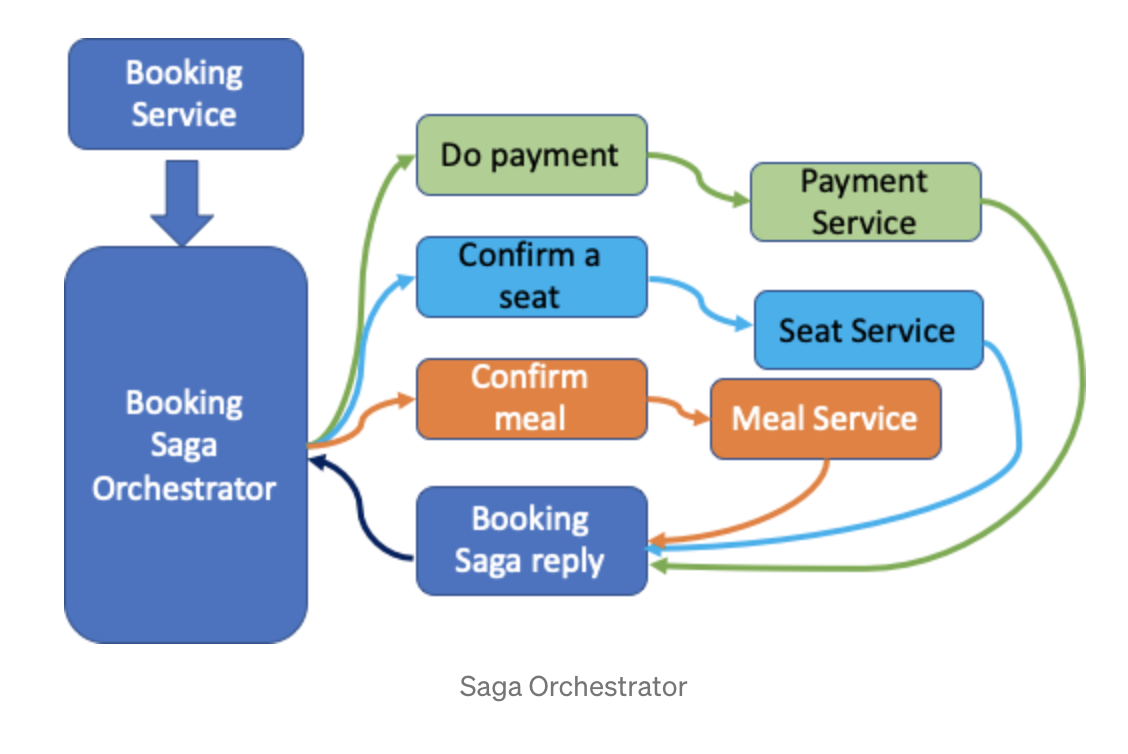 Booking
Service
Do payment
Payment
Service
Confirm a
seat
Seat Service
Confirm
meal
Meal Service
Booking
Saga
Orchestrator
Booking
Saga reply
Saga Orchestrator